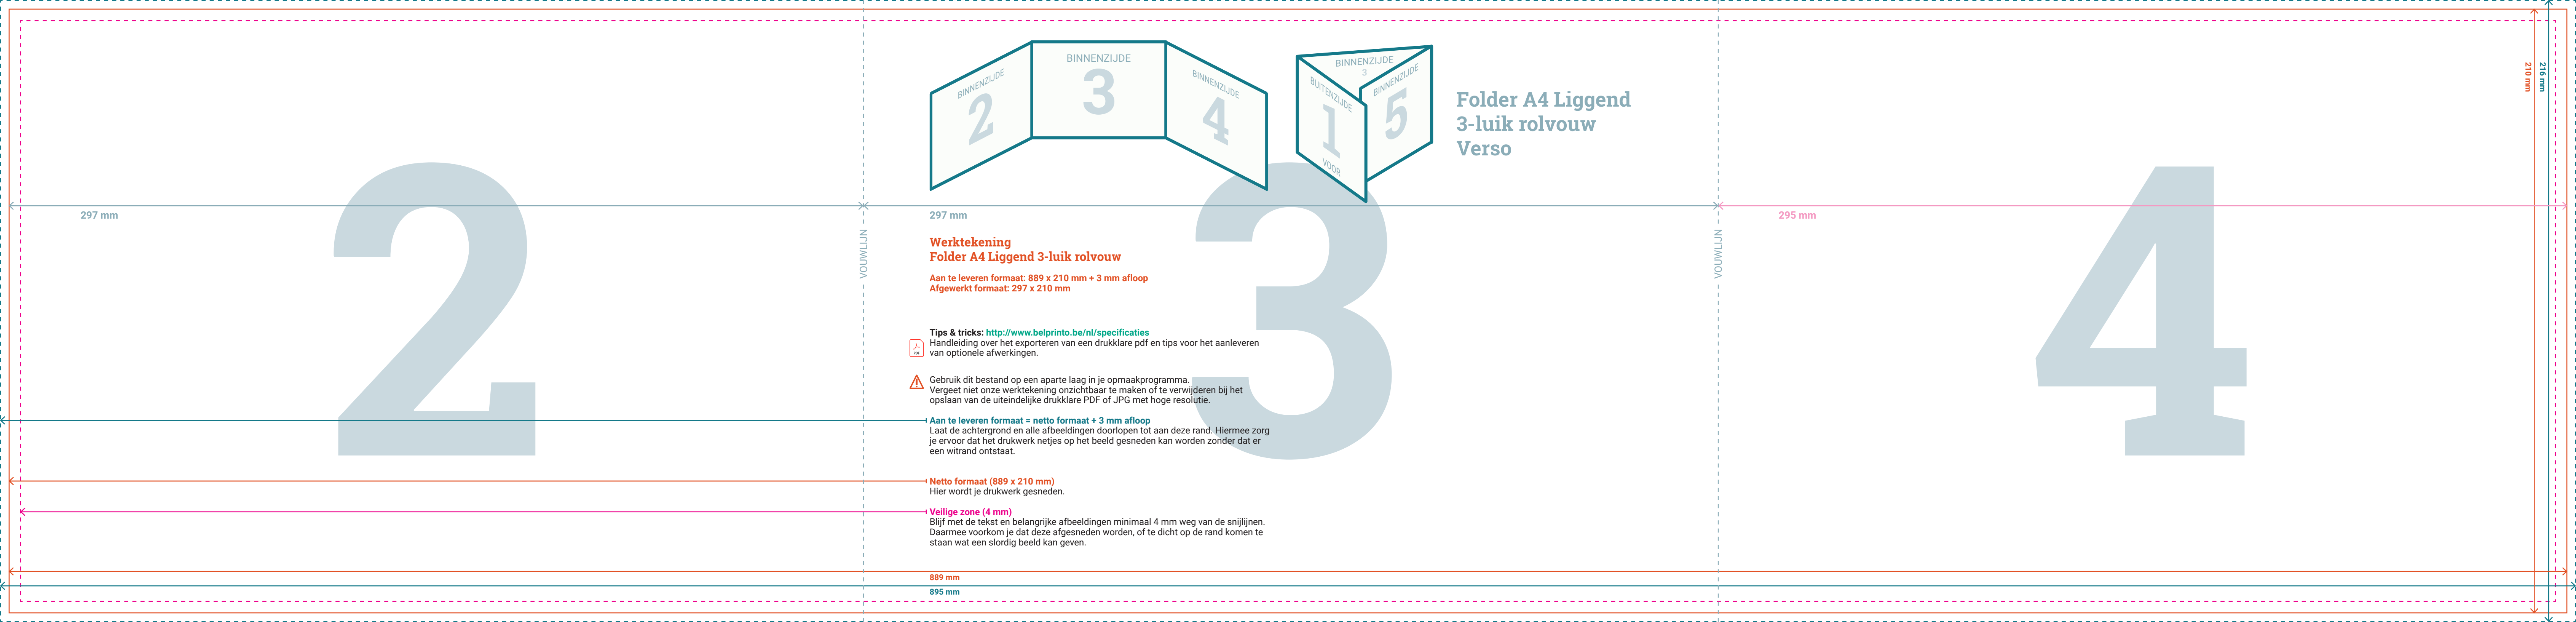 BINNENZIJDE
2
BINNENZIJDE
3
BINNENZIJDE
4
BINNENZIJDE
3
BUITENZIJDE
1
VOOR
BINNENZIJDE
5
Folder A4 Liggend
3-luik rolvouw
Verso
210 mm
216 mm
2
3
4
297 mm
297 mm
295 mm
VOUWLIJN
VOUWLIJN
Werktekening
Folder A4 Liggend 3-luik rolvouw
Aan te leveren formaat: 889 x 210 mm + 3 mm afloop
Afgewerkt formaat: 297 x 210 mm
Tips & tricks: http://www.belprinto.be/nl/specificaties
PDF
Handleiding over het exporteren van een drukklare pdf en tips voor het aanleveren
van optionele afwerkingen.
Gebruik dit bestand op een aparte laag in je opmaakprogramma.
Vergeet niet onze werktekening onzichtbaar te maken of te verwijderen bij het
opslaan van de uiteindelijke drukklare PDF of JPG met hoge resolutie.
Aan te leveren formaat = netto formaat + 3 mm afloop
Laat de achtergrond en alle afbeeldingen doorlopen tot aan deze rand. Hiermee zorg
je ervoor dat het drukwerk netjes op het beeld gesneden kan worden zonder dat er
een witrand ontstaat.
Netto formaat (889 x 210 mm)
Hier wordt je drukwerk gesneden.
Veilige zone (4 mm)
Blijf met de tekst en belangrijke afbeeldingen minimaal 4 mm weg van de snijlijnen.
Daarmee voorkom je dat deze afgesneden worden, of te dicht op de rand komen te
staan wat een slordig beeld kan geven.
889 mm
895 mm